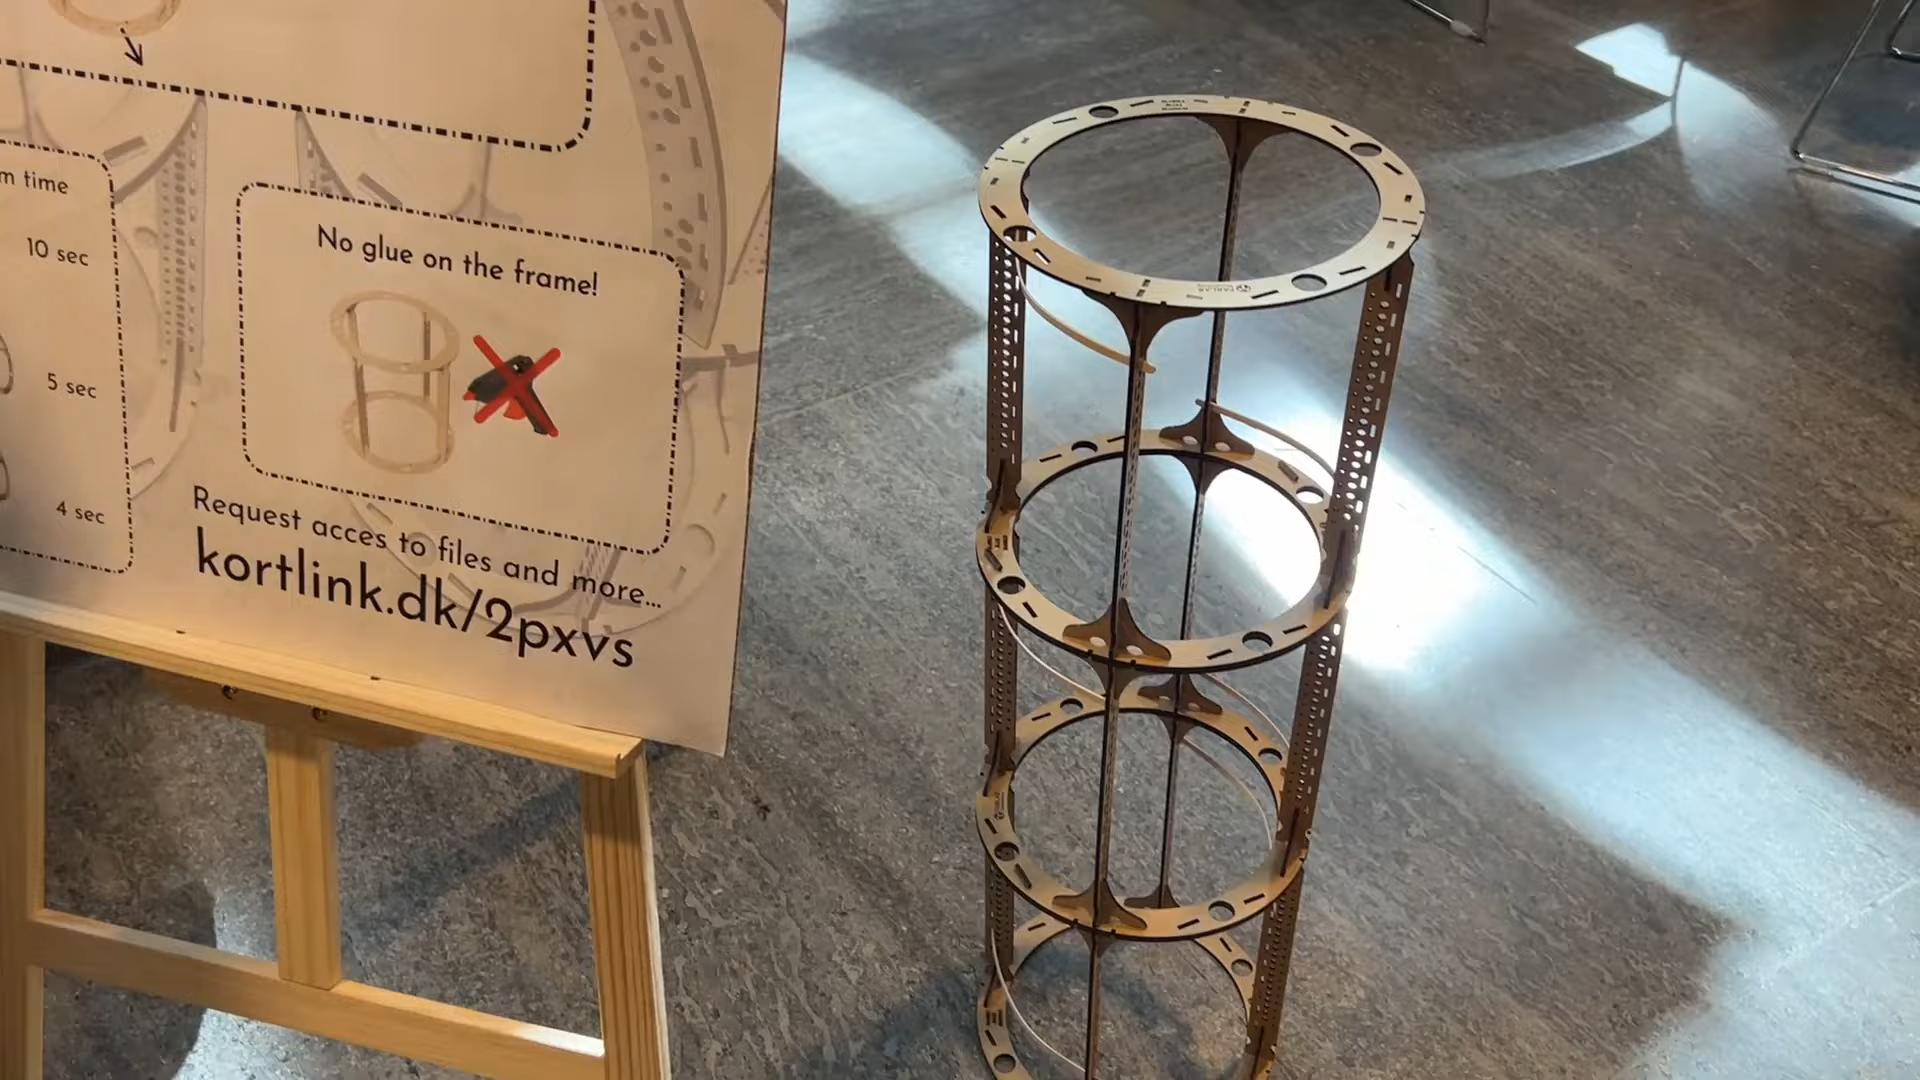 m time
10 sec
5 sec
4 sec
No glue on the frame!
Request acces to files and more...
kortlink.dk/2pxvs